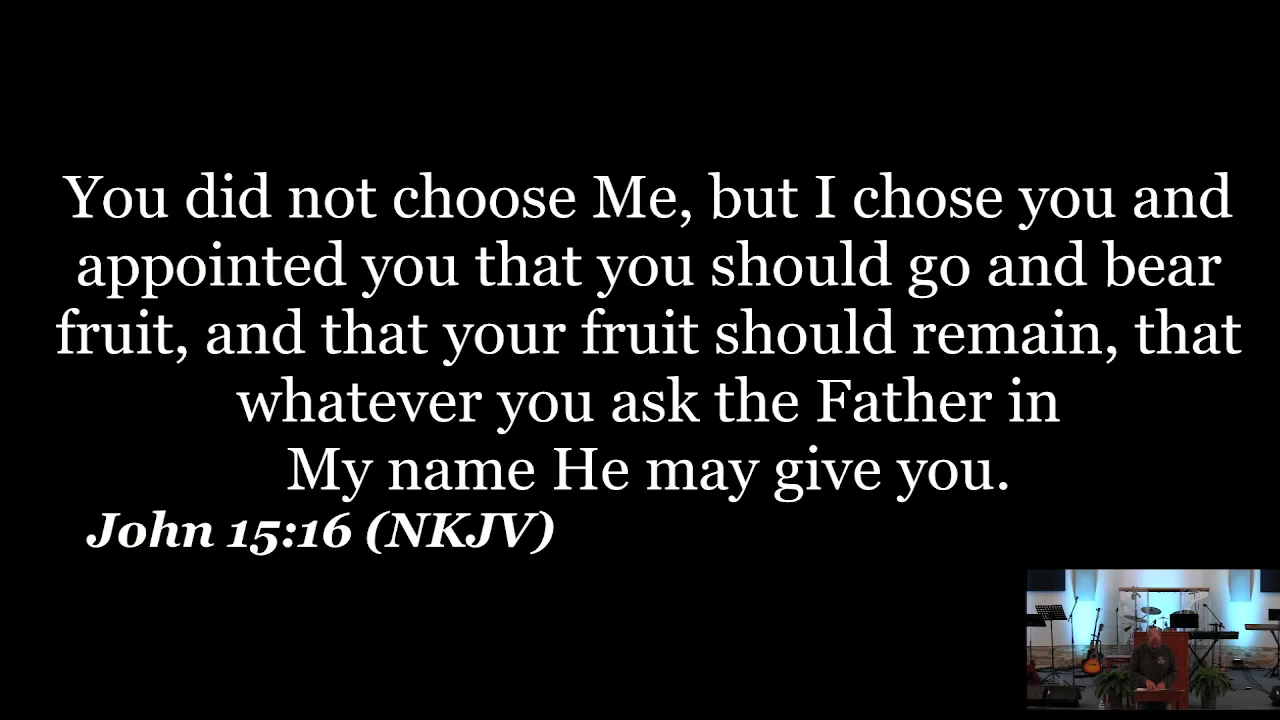 You did not choose Me, but I chose you and
appointed you that you should go and bear
fruit, and that your fruit should remain, that
whatever you ask the Father in
My name He may give you.
John 15:16 (NKJV)